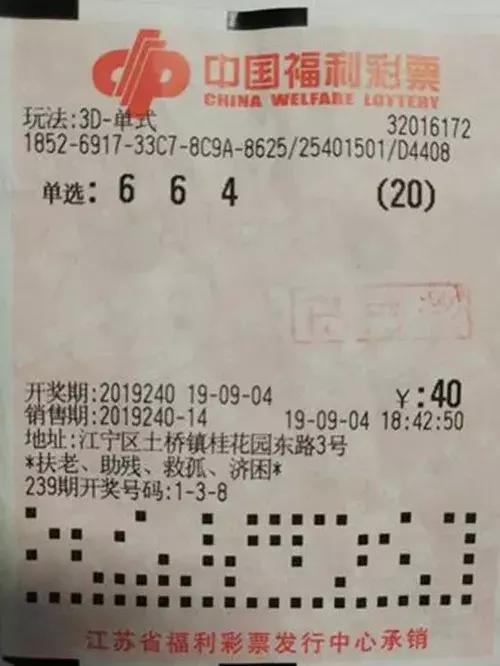 中国福利彩票
CHINA WELFARE LOTTERY
玩法:3D-单式 32016172
1852-6917-33C7-8C9A-8625/25401501/D4408
单选: 6 6 4 (20)
开奖期:2019240 19-09-04 ￥:40
销售期:2019240-14 19-09-04 18:42:50
地址:江宁区土桥镇桂花园东路3号
*扶老、助残、救孤、济困*
239期开奖号码:1-3-8
江苏省福利彩票发行中心承销